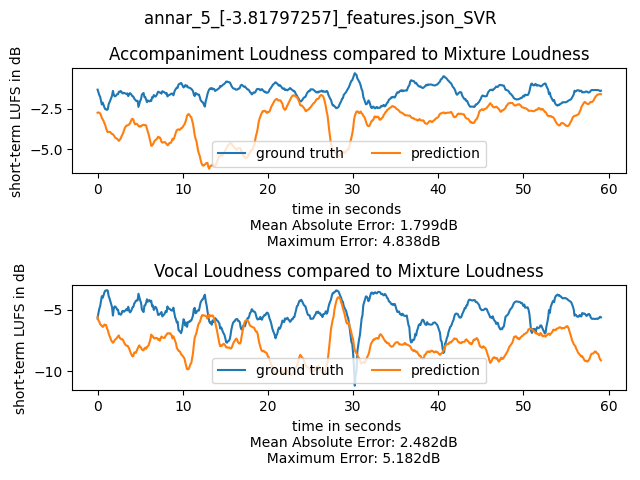 annar_5_[-3.81797257]_features.json_SVR
Accompaniment Loudness compared to Mixture Loudness
short-term LUFS in dB
−2.5
−5.0
ground truth prediction
0 10 20 30 40 50 60
time in seconds
Mean Absolute Error: 1.799dB
Maximum Error: 4.838dB
Vocal Loudness compared to Mixture Loudness
short-term LUFS in dB
−5
−10
ground truth prediction
0 10 20 30 40 50 60
time in seconds
Mean Absolute Error: 2.482dB
Maximum Error: 5.182dB